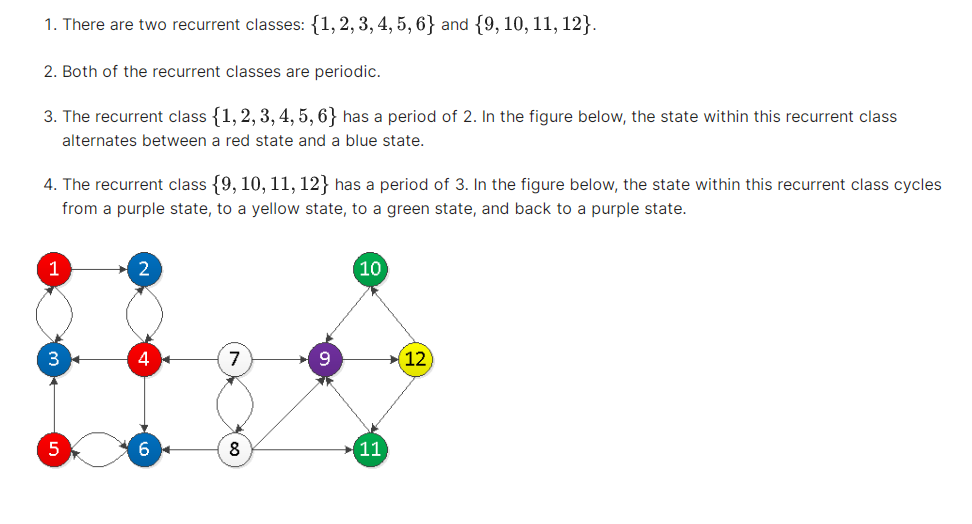 1. There are two recurrent classes: {1, 2, 3, 4, 5, 6} and {9, 10, 11, 12}.
2. Both of the recurrent classes are periodic.
3. The recurrent class {1, 2, 3, 4, 5, 6} has a period of 2. In the figure below, the state within this recurrent class
alternates between a red state and a blue state.
4. The recurrent class {9, 10, 11, 12} has a period of 3. In the figure below, the state within this recurrent class cycles
from a purple state, to a yellow state, to a green state, and back to a purple state.
1 2 10
3 4 7 9 12
5 6 8 11